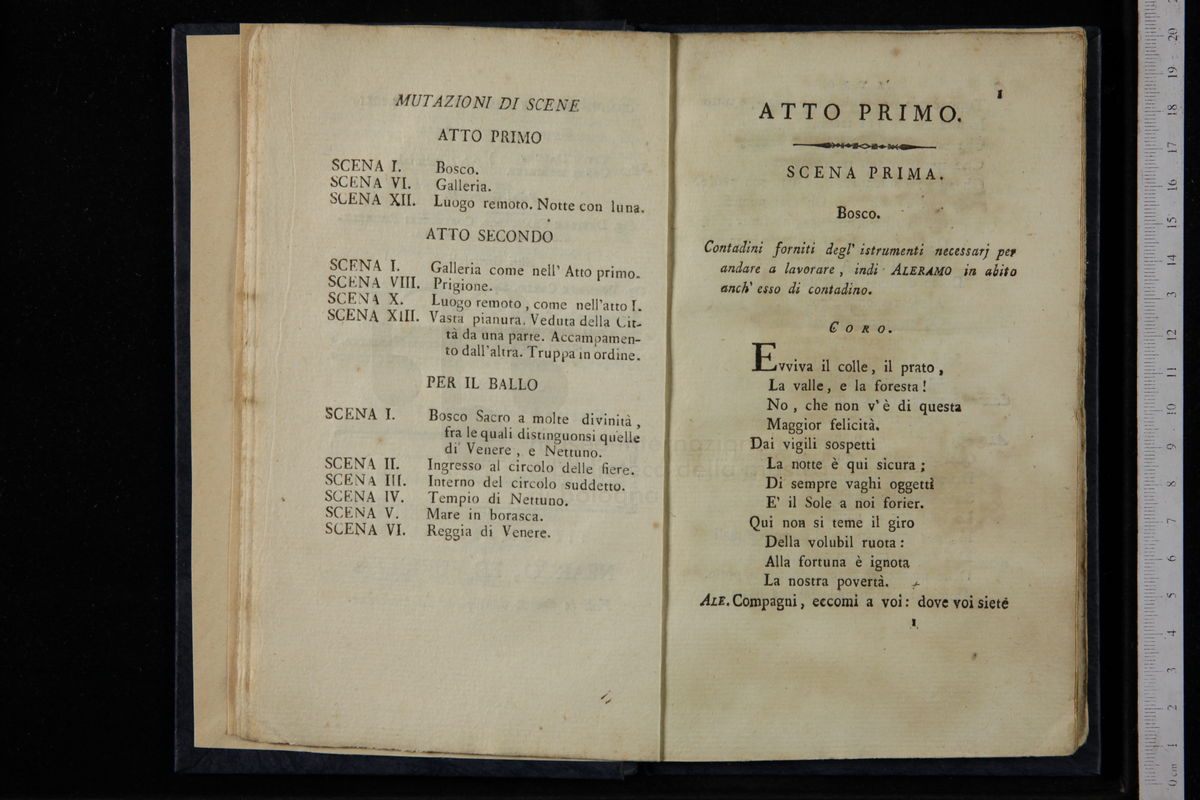 MUTAZIONI DI SCENE
ATTO PRIMO
SCENA I. Bosco.
SCENA VI. Galleria.
SCENA XII. Luogo remoto. Notte con luna.
ATTO SECONDO
SCENA I. Galleria come nell' Atto primo.
SCENA VIII. Prigione.
SCENA X. Luogo remoto, come nell'atto I.
SCENA XIII. Vasta pianura. Veduta della Cit-
tà da una parte. Accampamen-
to dall'altra. Truppa in ordine.
PER IL BALLO
SCENA I. Bosco Sacro a molte divinità,
fra le quali distinguonsi quelle
di Venere, e Nettuno.
SCENA II. Ingresso al circolo delle fiere.
SCENA III. Interno del circolo suddetto.
SCENA IV. Tempio di Nettuno.
SCENA V. Mare in borasca.
SCENA VI. Reggia di Venere.
1
ATTO PRIMO.
SCENA PRIMA.
Bosco.
Contadini forniti degl' istrumenti necessarj per
andare a lavorare, indi ALERAMO in abito
anch' esso di contadino.
CORO.
Evviva il colle, il prato,
La valle, e la foresta!
No, che non v'è di questa
Maggior felicità.
Dai vigili sospetti
La notte è qui sicura;
Di sempre vaghi oggetti
E' il Sole a noi forier.
Qui non si teme il giro
Della volubil ruota:
Alla fortuna è ignota
La nostra povertà.
ALE. Compagni, eccomi a voi: dove voi siete
1